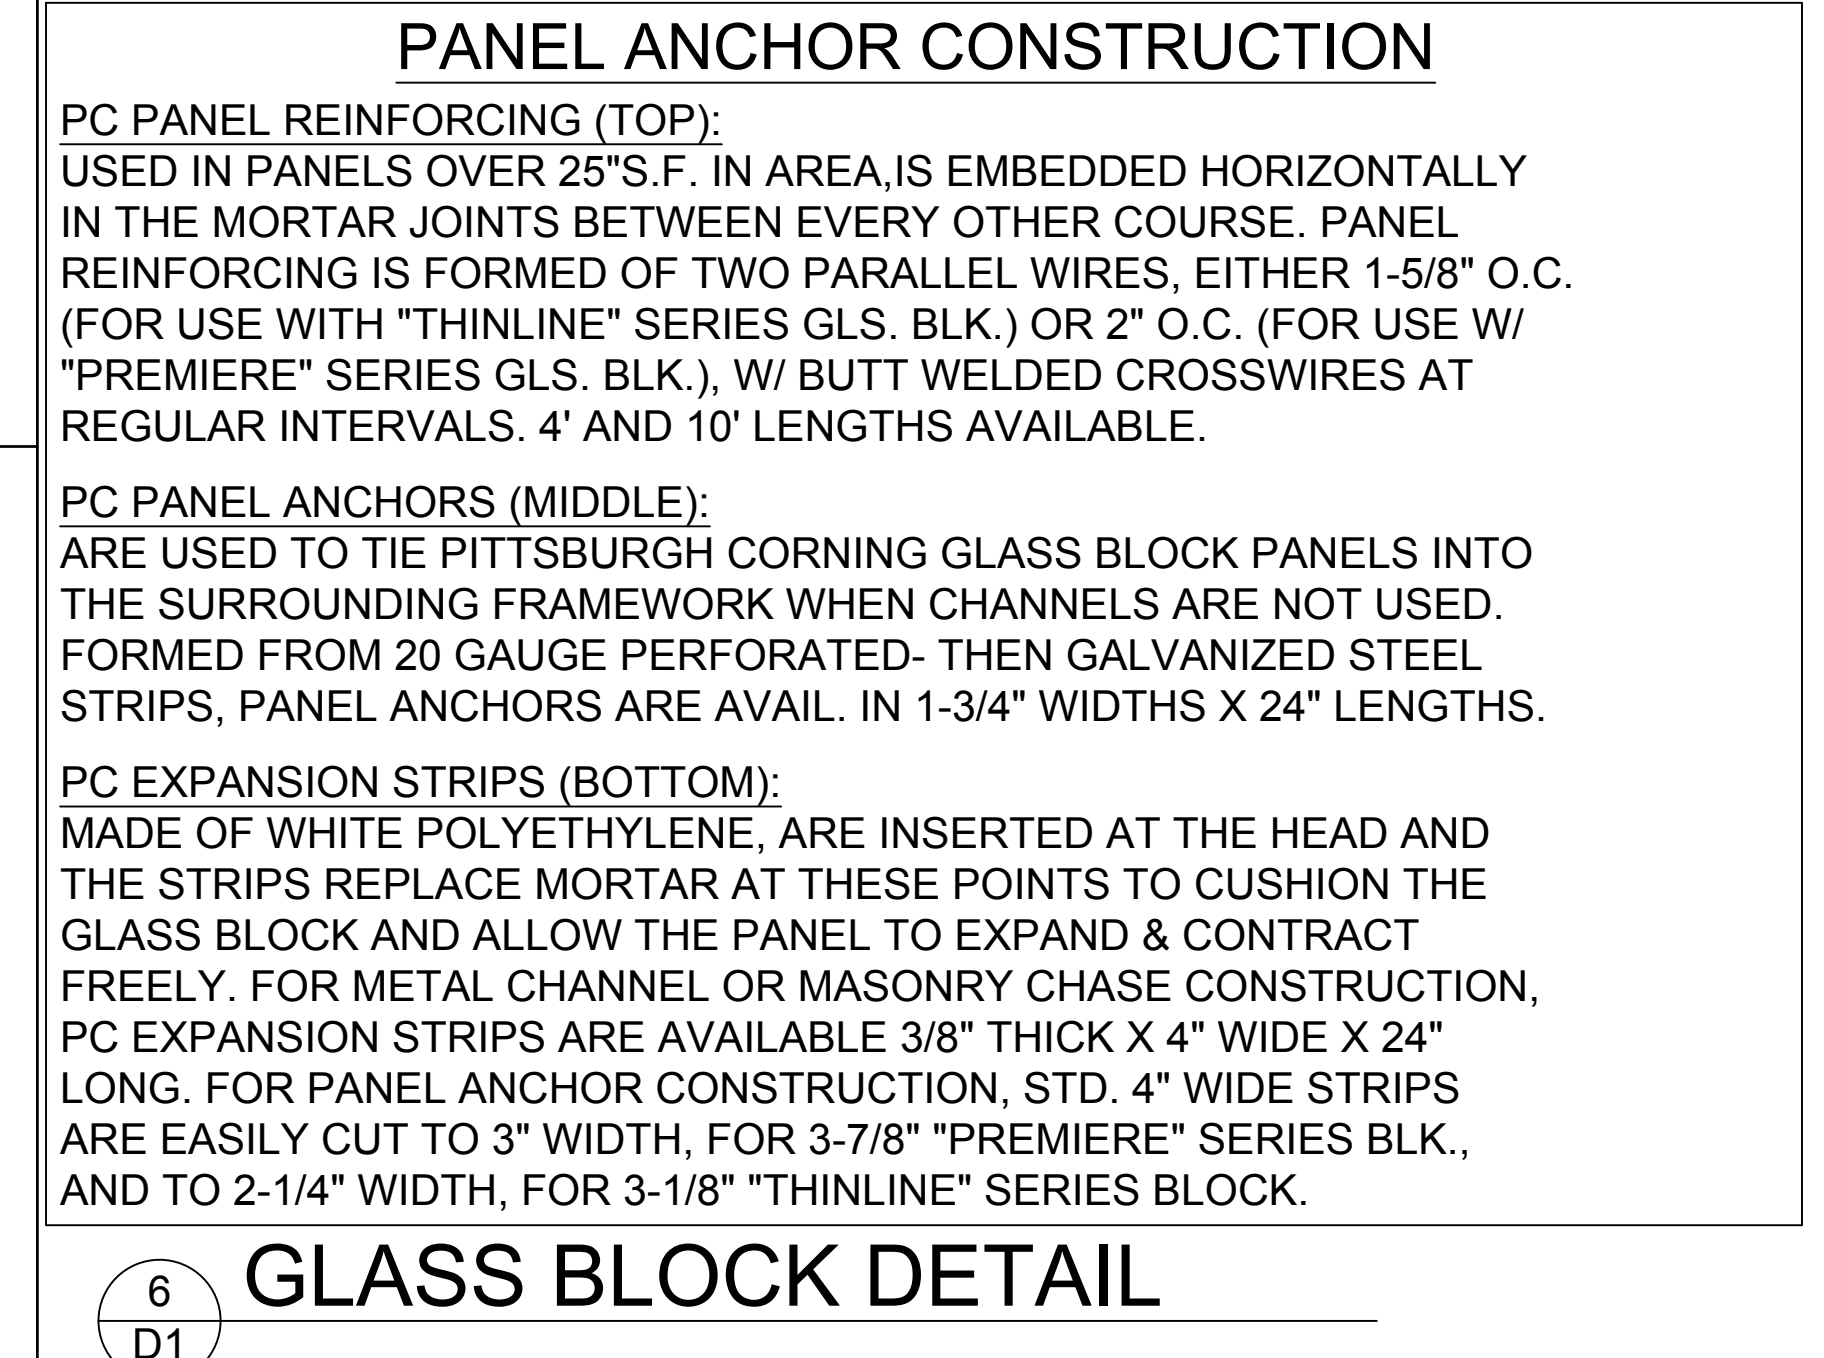 PANEL ANCHOR CONSTRUCTION
PC PANEL REINFORCING (TOP):
USED IN PANELS OVER 25"S.F. IN AREA,IS EMBEDDED HORIZONTALLY
IN THE MORTAR JOINTS BETWEEN EVERY OTHER COURSE. PANEL
REINFORCING IS FORMED OF TWO PARALLEL WIRES, EITHER 1-5/8" O.C.
(FOR USE WITH "THINLINE" SERIES GLS. BLK.) OR 2" O.C. (FOR USE W/
"PREMIERE" SERIES GLS. BLK.), W/ BUTT WELDED CROSSWIRES AT
REGULAR INTERVALS. 4' AND 10' LENGTHS AVAILABLE.
PC PANEL ANCHORS (MIDDLE):
ARE USED TO TIE PITTSBURGH CORNING GLASS BLOCK PANELS INTO
THE SURROUNDING FRAMEWORK WHEN CHANNELS ARE NOT USED.
FORMED FROM 20 GAUGE PERFORATED- THEN GALVANIZED STEEL
STRIPS, PANEL ANCHORS ARE AVAIL. IN 1-3/4" WIDTHS X 24" LENGTHS.
PC EXPANSION STRIPS (BOTTOM):
MADE OF WHITE POLYETHYLENE, ARE INSERTED AT THE HEAD AND
THE STRIPS REPLACE MORTAR AT THESE POINTS TO CUSHION THE
GLASS BLOCK AND ALLOW THE PANEL TO EXPAND & CONTRACT
FREELY. FOR METAL CHANNEL OR MASONRY CHASE CONSTRUCTION,
PC EXPANSION STRIPS ARE AVAILABLE 3/8" THICK X 4" WIDE X 24"
LONG. FOR PANEL ANCHOR CONSTRUCTION, STD. 4" WIDE STRIPS
ARE EASILY CUT TO 3" WIDTH, FOR 3-7/8" "PREMIERE" SERIES BLK.,
AND TO 2-1/4" WIDTH, FOR 3-1/8" "THINLINE" SERIES BLOCK.
6
GLASS BLOCK DETAIL
D1